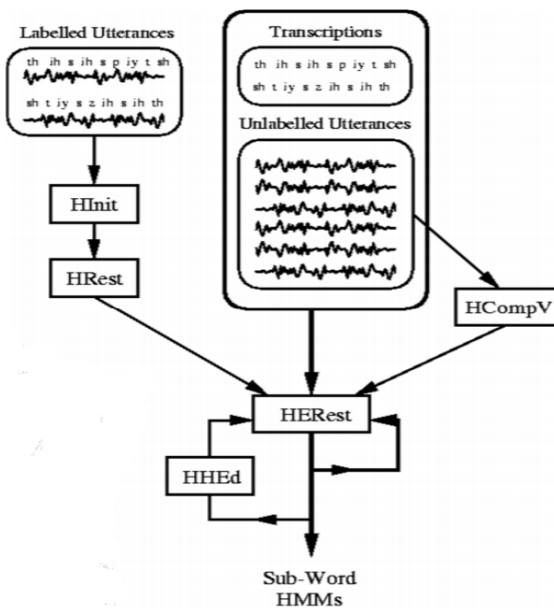 Labelled Utterances
th ih s ih s p iy t sh
sh t iy s z ih s ih th
HInit
HRest
Transcriptions
th ih s ih s p iy t sh
sh t iy s z ih s ih th
Unlabelled Utterances
HCompV
HERest
HHEd
Sub-Word
HMMs